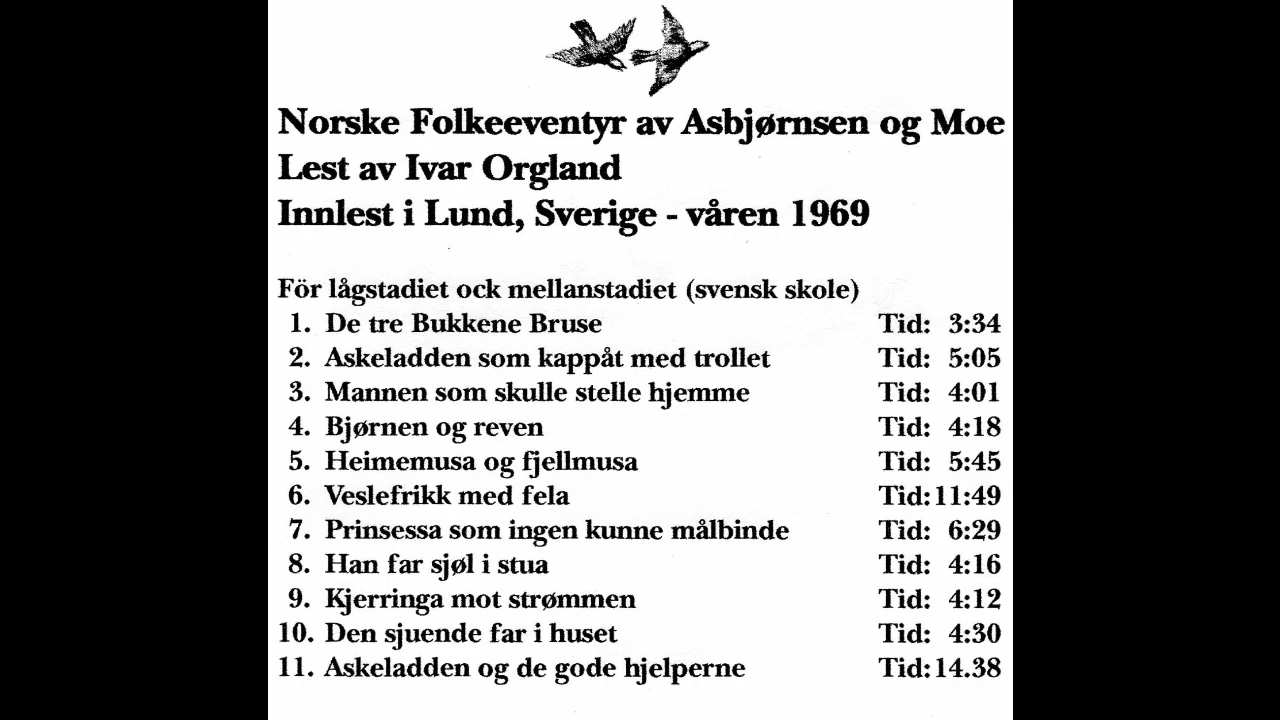 Norske Folkeeventyr av Asbjørnsen og Moe
Lest av Ivar Orgland
Innlest i Lund, Sverige - våren 1969
För lågstadiet ock mellanstadiet (svensk skole)
1. De tre Bukkene Bruse Tid: 3:34
2. Askeladden som kappåt med trollet Tid: 5:05
3. Mannen som skulle stelle hjemme Tid: 4:01
4. Bjørnen og reven Tid: 4:18
5. Heimemusa og fjellmusa Tid: 5:45
6. Veslefrikk med fela Tid:11:49
7. Prinsessa som ingen kunne målbinde Tid: 6:29
8. Han far sjøl i stua Tid: 4:16
9. Kjerringa mot strømmen Tid: 4:12
10. Den sjuende far i huset Tid: 4:30
11. Askeladden og de gode hjelperne Tid:14.38